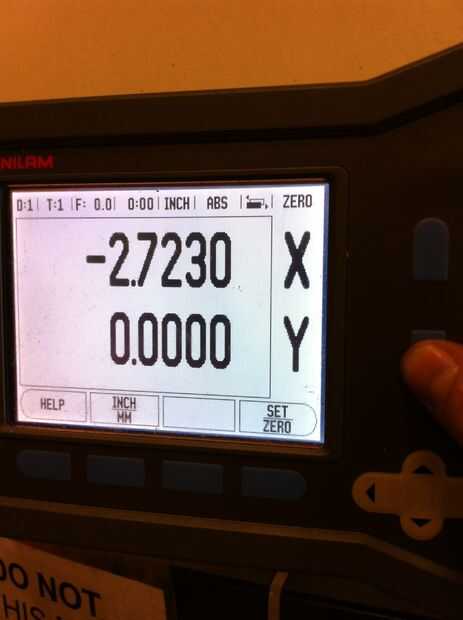 NILAM
D:1 T:1 F: 0.0 0:00 INCH ABS ZERO
-2.7230 X
0.0000 Y
HELP INCH MM SET ZERO
DO NOT